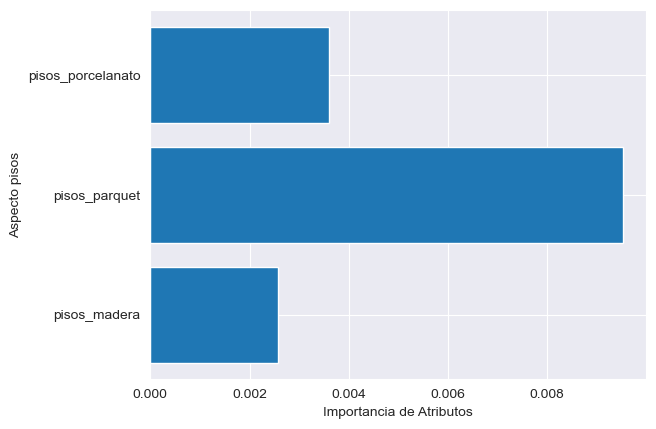 pisos_porcelanato
pisos_parquet
pisos_madera
Aspecto pisos
0.000 0.002 0.004 0.006 0.008
Importancia de Atributos